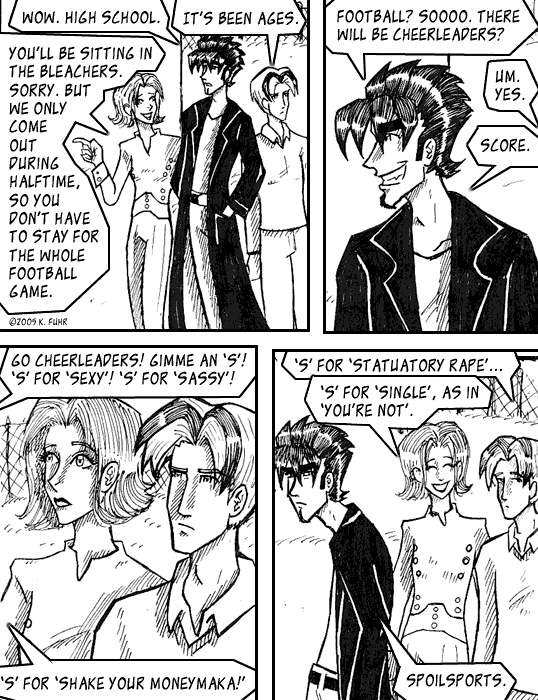 WOW. HIGH SCHOOL.
IT'S BEEN AGES.
YOU'LL BE SITTING IN
THE BLEACHERS.
SORRY. BUT
WE ONLY
COME
OUT
DURING
HALFTIME,
SO YOU
DON'T HAVE
TO STAY FOR
THE WHOLE
FOOTBALL
GAME.
©2005 K. FUHR
FOOTBALL? SOOOO. THERE
WILL BE CHEERLEADERS?
UM.
YES.
SCORE.
GO CHEERLEADERS! GIMME AN 'S'!
'S' FOR 'SEXY'! 'S' FOR 'SASSY'!
'S' FOR 'SHAKE YOUR MONEYMAKA!'
'S' FOR 'STATUATORY RAPE'...
'S' FOR 'SINGLE', AS IN
'YOU'RE NOT'.
SPOILSPORTS.